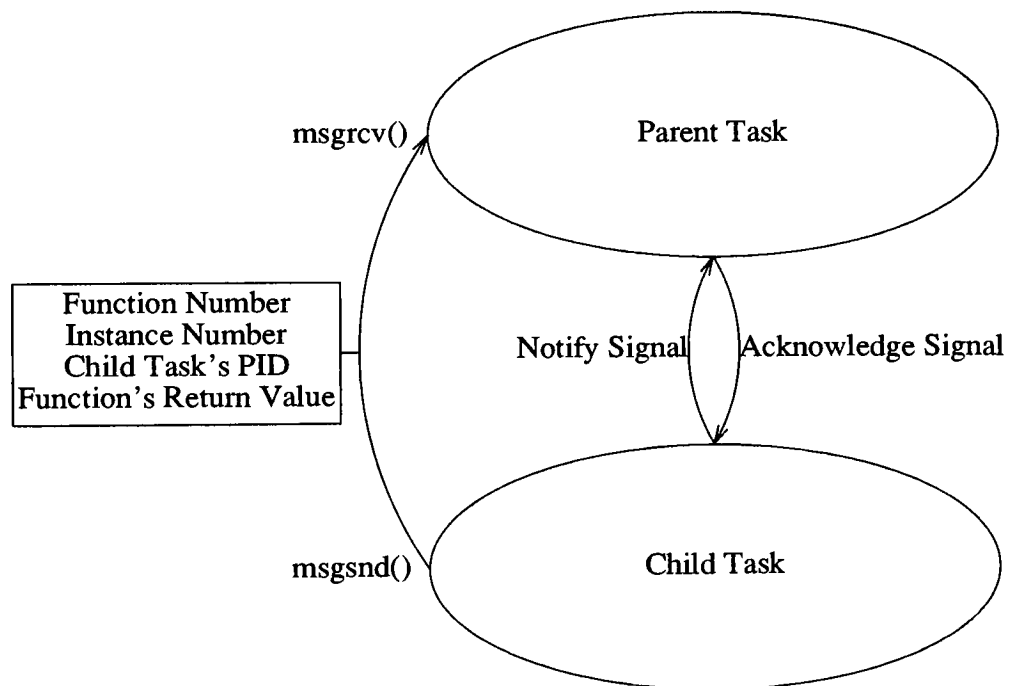 msgrcv()
Parent Task
Function Number
Instance Number
Child Task's PID
Function's Return Value
Notify Signal
Acknowledge Signal
msgsnd()
Child Task